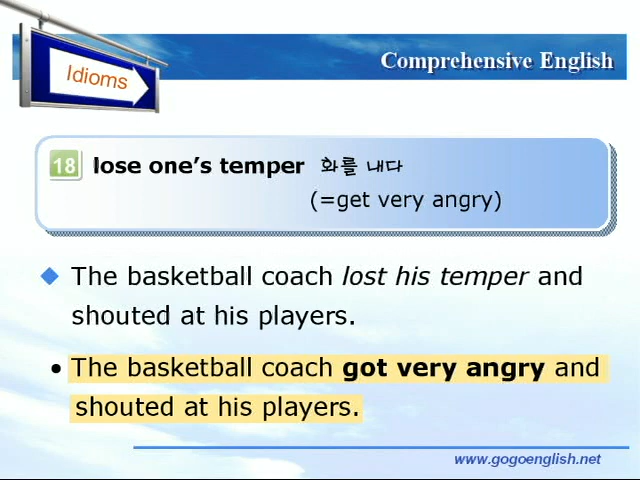 Idioms
Comprehensive English
18 lose one's temper 화를 내다
(=get very angry)
The basketball coach lost his temper and
shouted at his players.
• The basketball coach got very angry and
shouted at his players.
www.gogoenglish.net